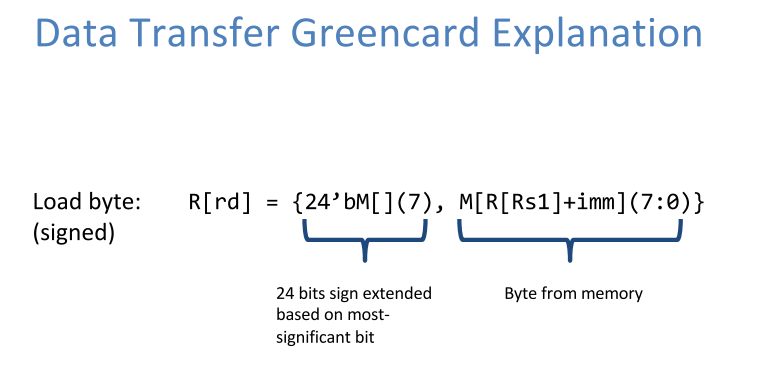 Data Transfer Greencard Explanation
Load byte: R[rd] = {24’bM[](7), M[R[Rs1]+imm](7:0)}
(signed)
24 bits sign extended
based on most-
significant bit
Byte from memory